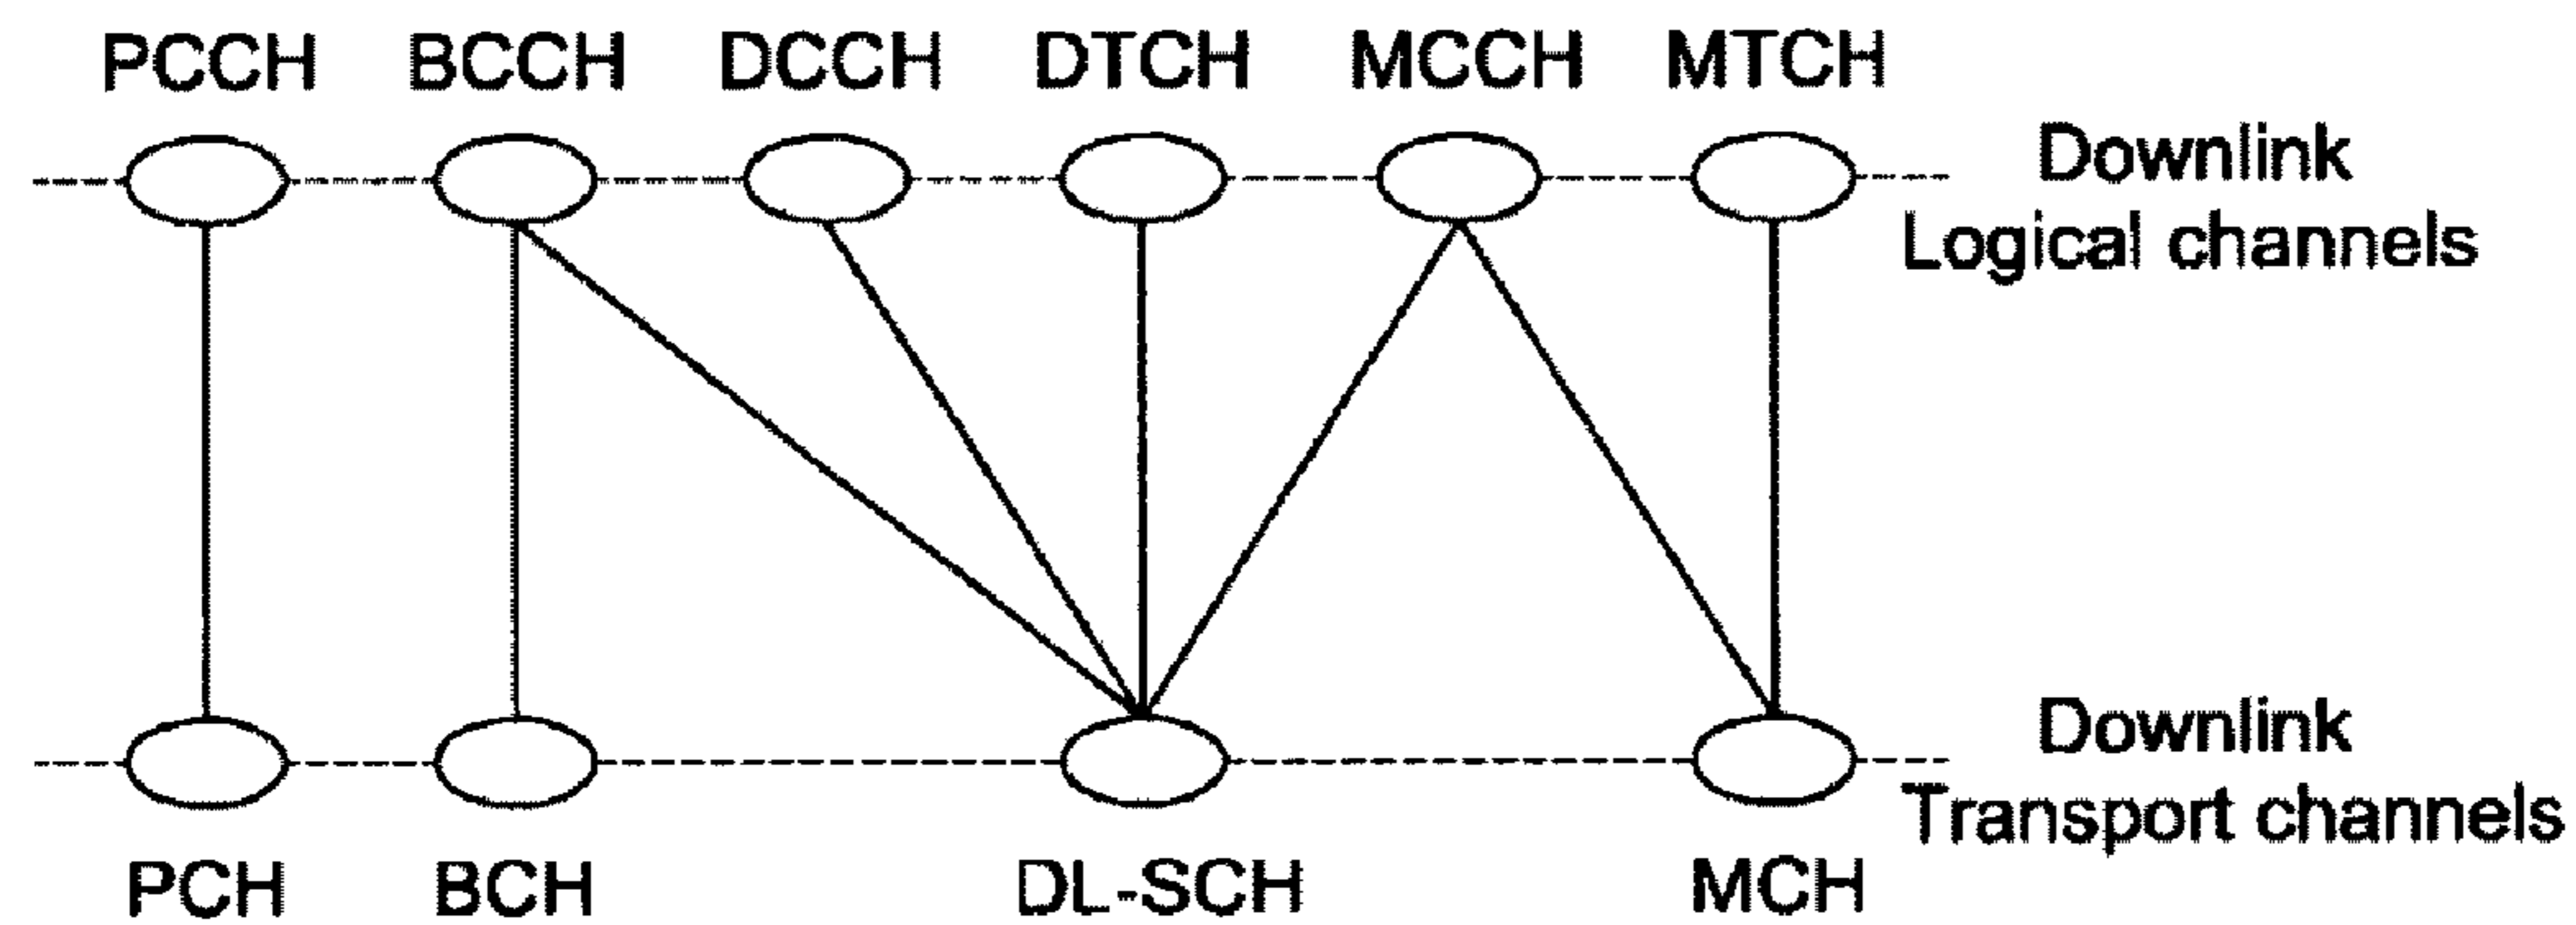 PCCH BCCH DCCH DTCH MCCH MTCH
Downlink
Logical channels
Downlink
Transport channels
PCH BCH DL-SCH MCH